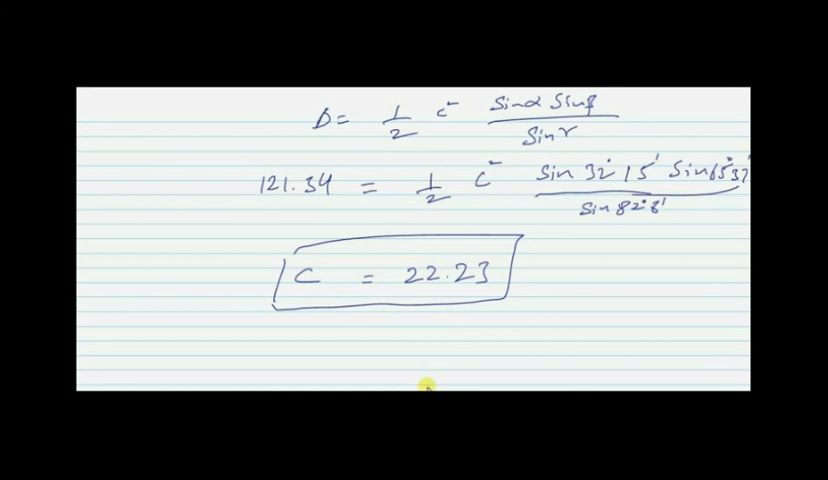 Δ = 1/2 c² Sinα Sinβ / Sin γ
121.34 = 1/2 c² Sin 32° 15' Sin 65° 37' / Sin 82° 8'
C = 22.23